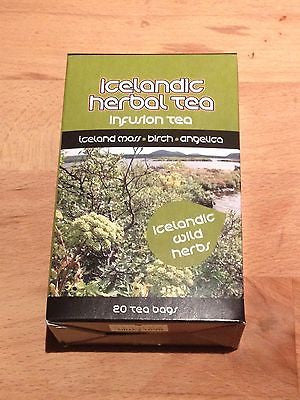 Icelandic
herbal tea
infusion tea
iceland moss • birch • angelica
icelandic
wild
herbs
20 tea bags